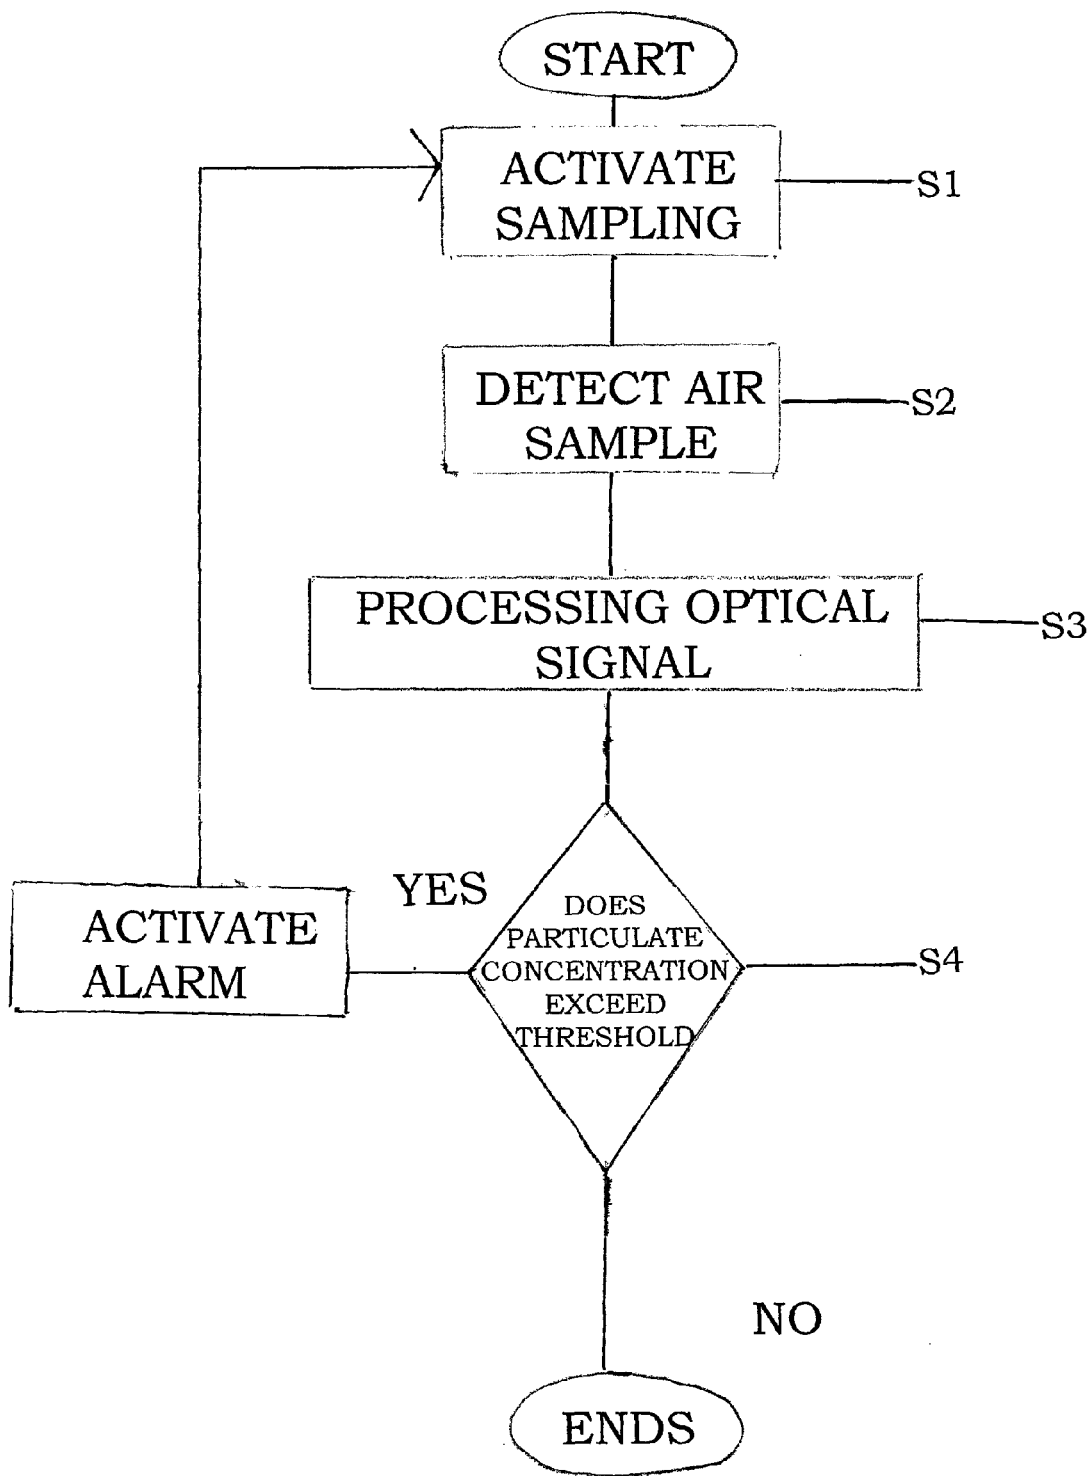 START
ACTIVATE
SAMPLING
S1
DETECT AIR
SAMPLE
S2
PROCESSING OPTICAL
SIGNAL
S3
YES
DOES
PARTICULATE
CONCENTRATION
EXCEED
THRESHOLD
S4
ACTIVATE
ALARM
NO
ENDS